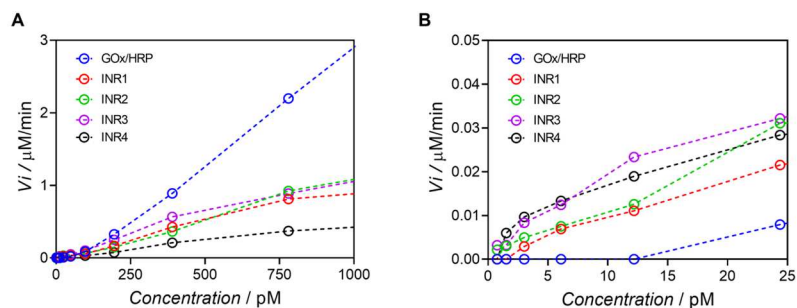 A
Vi / μM/min
3
2
1
0
GOx/HRP
INR1
INR2
INR3
INR4
0 250 500 750 1000
Concentration / pM
B
Vi / μM/min
0.05
0.04
0.03
0.02
0.01
0.00
GOx/HRP
INR1
INR2
INR3
INR4
0 5 10 15 20 25
Concentration / pM